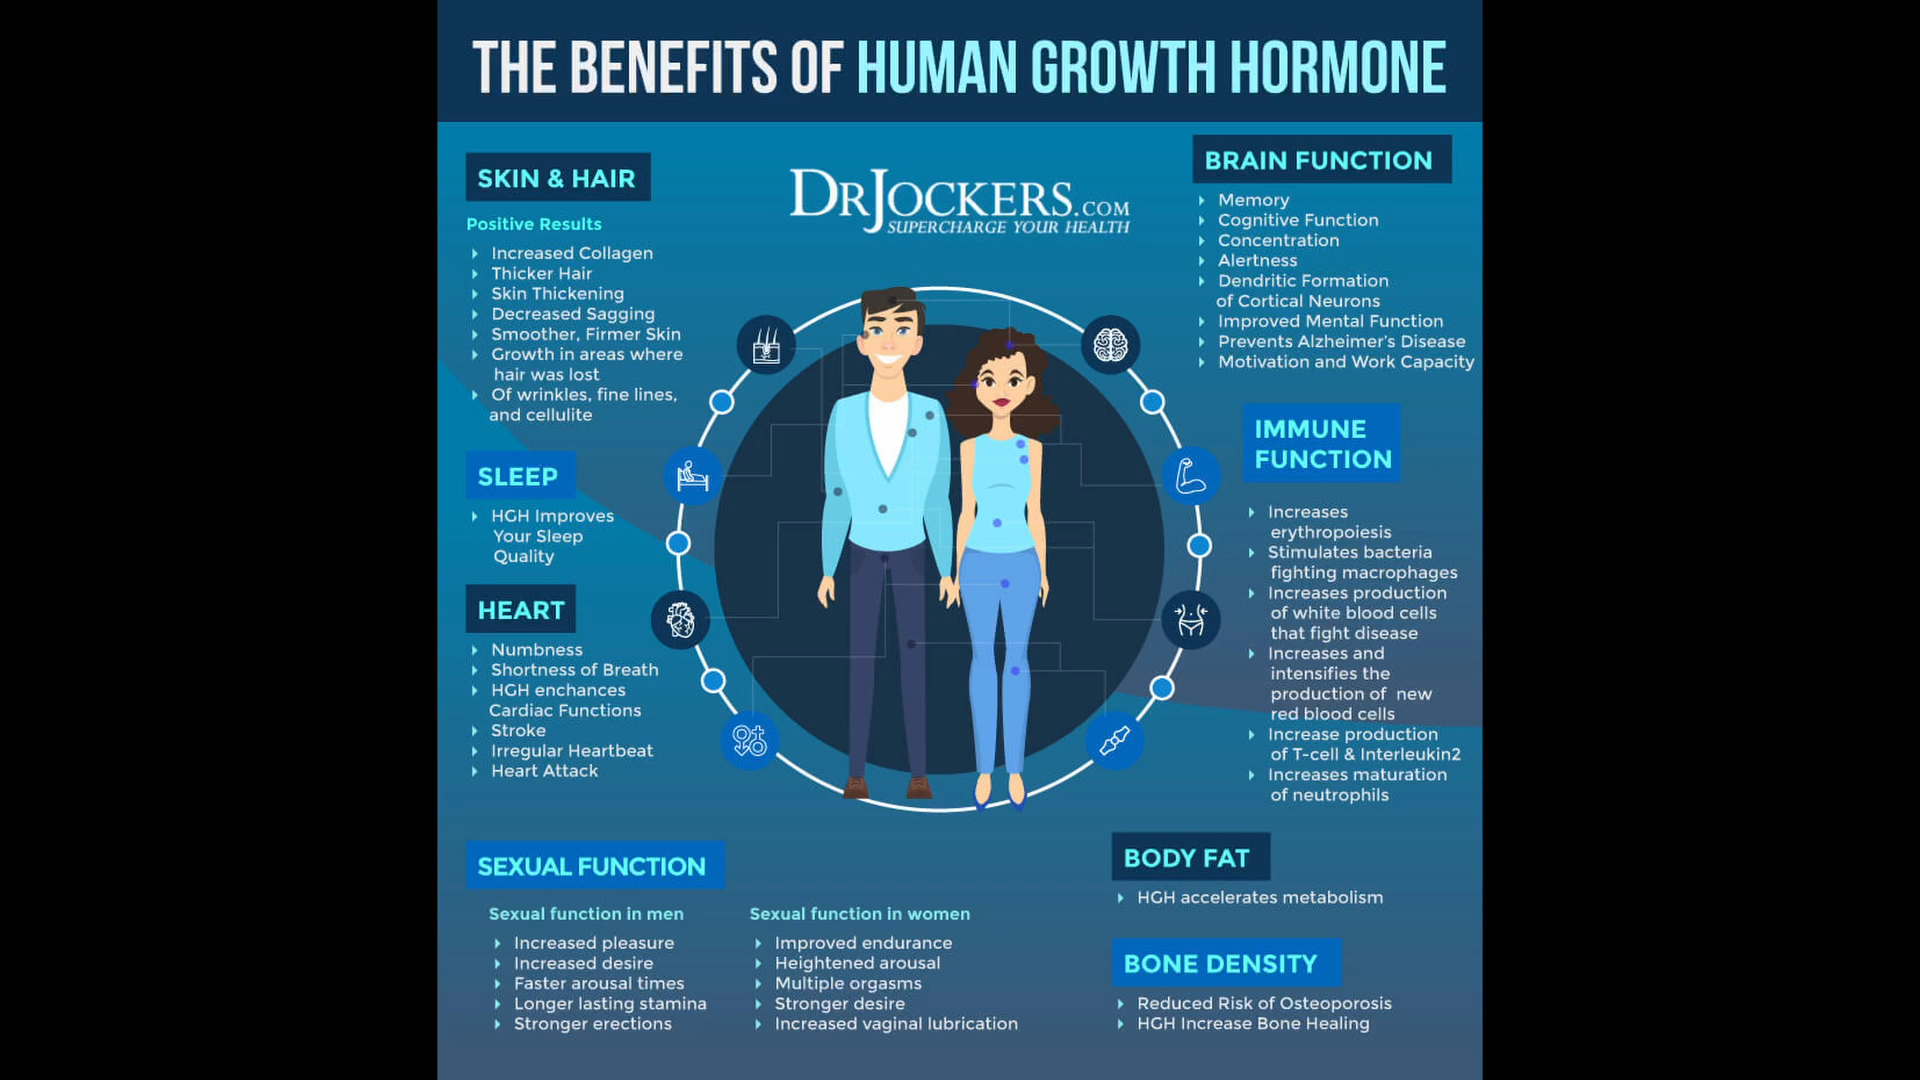 THE BENEFITS OF HUMAN GROWTH HORMONE
DRJOCKERS.COM
SUPERCHARGE YOUR HEALTH
SKIN & HAIR
Positive Results
Increased Collagen
Thicker Hair
Skin Thickening
Decreased Sagging
Smoother, Firmer Skin
Growth in areas where
hair was lost
Of wrinkles, fine lines,
and cellulite
SLEEP
HGH Improves
Your Sleep
Quality
HEART
Numbness
Shortness of Breath
HGH enchances
Cardiac Functions
Stroke
Irregular Heartbeat
Heart Attack
BRAIN FUNCTION
Memory
Cognitive Function
Concentration
Alertness
Dendritic Formation
of Cortical Neurons
Improved Mental Function
Prevents Alzheimer's Disease
Motivation and Work Capacity
IMMUNE
FUNCTION
Increases
erythropoiesis
Stimulates bacteria
fighting macrophages
Increases production
of white blood cells
that fight disease
Increases and
intensifies the
production of new
red blood cells
Increase production
of T-cell & Interleukin2
Increases maturation
of neutrophils
SEXUAL FUNCTION
Sexual function in men
Increased pleasure
Increased desire
Faster arousal times
Longer lasting stamina
Stronger erections
Sexual function in women
Improved endurance
Heightened arousal
Multiple orgasms
Stronger desire
Increased vaginal lubrication
BODY FAT
HGH accelerates metabolism
BONE DENSITY
Reduced Risk of Osteoporosis
HGH Increase Bone Healing